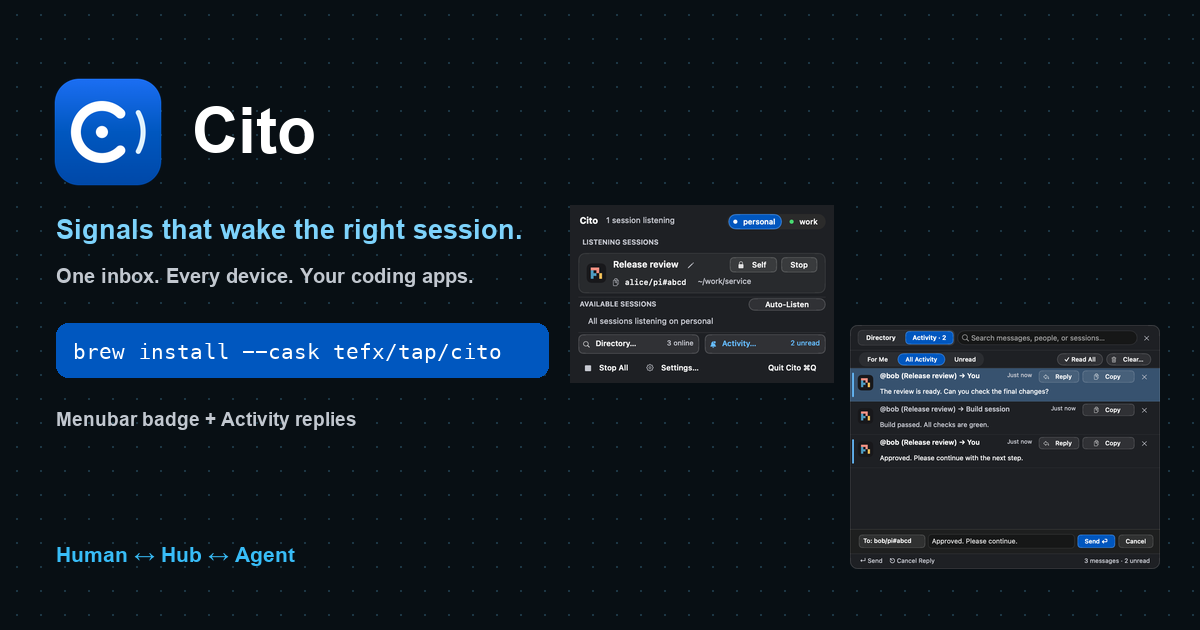 Cito
Signals that wake the right session.
One inbox. Every device. Your coding apps.
brew install --cask tefx/tap/cito
Menubar badge + Activity replies
Human ↔ Hub ↔ Agent
Cito 1 session listening personal work
LISTENING SESSIONS
Release review Self Stop
alice/pi#abcd ~/work/service
AVAILABLE SESSIONS Auto-Listen
All sessions listening on personal
Directory... 3 online Activity... 2 unread
Stop All Settings... Quit Cito ⌘Q
Directory Activity · 2 Search messages, people, or sessions...
For Me All Activity Unread ✓ Read All Clear...
@bob (Release review) → You Just now Reply Copy
The review is ready. Can you check the final changes?
@bob (Release review) → Build session Just now Copy
Build passed. All checks are green.
@bob (Release review) → You Just now Reply Copy
Approved. Please continue with the next step.
To: bob/pi#abcd Approved. Please continue. Send ⏎ Cancel
↩ Send Cancel Reply 3 messages · 2 unread